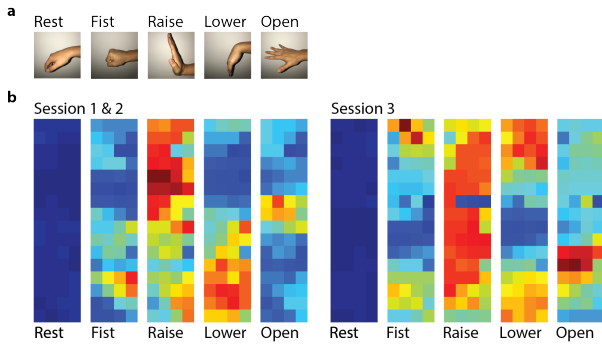 a
Rest Fist Raise Lower Open
b
Session 1 & 2 Session 3
Rest Fist Raise Lower Open Rest Fist Raise Lower Open